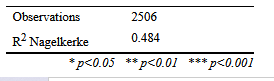 Observations 2506
R² Nagelkerke 0.484
* p<0.05 ** p<0.01 *** p<0.001